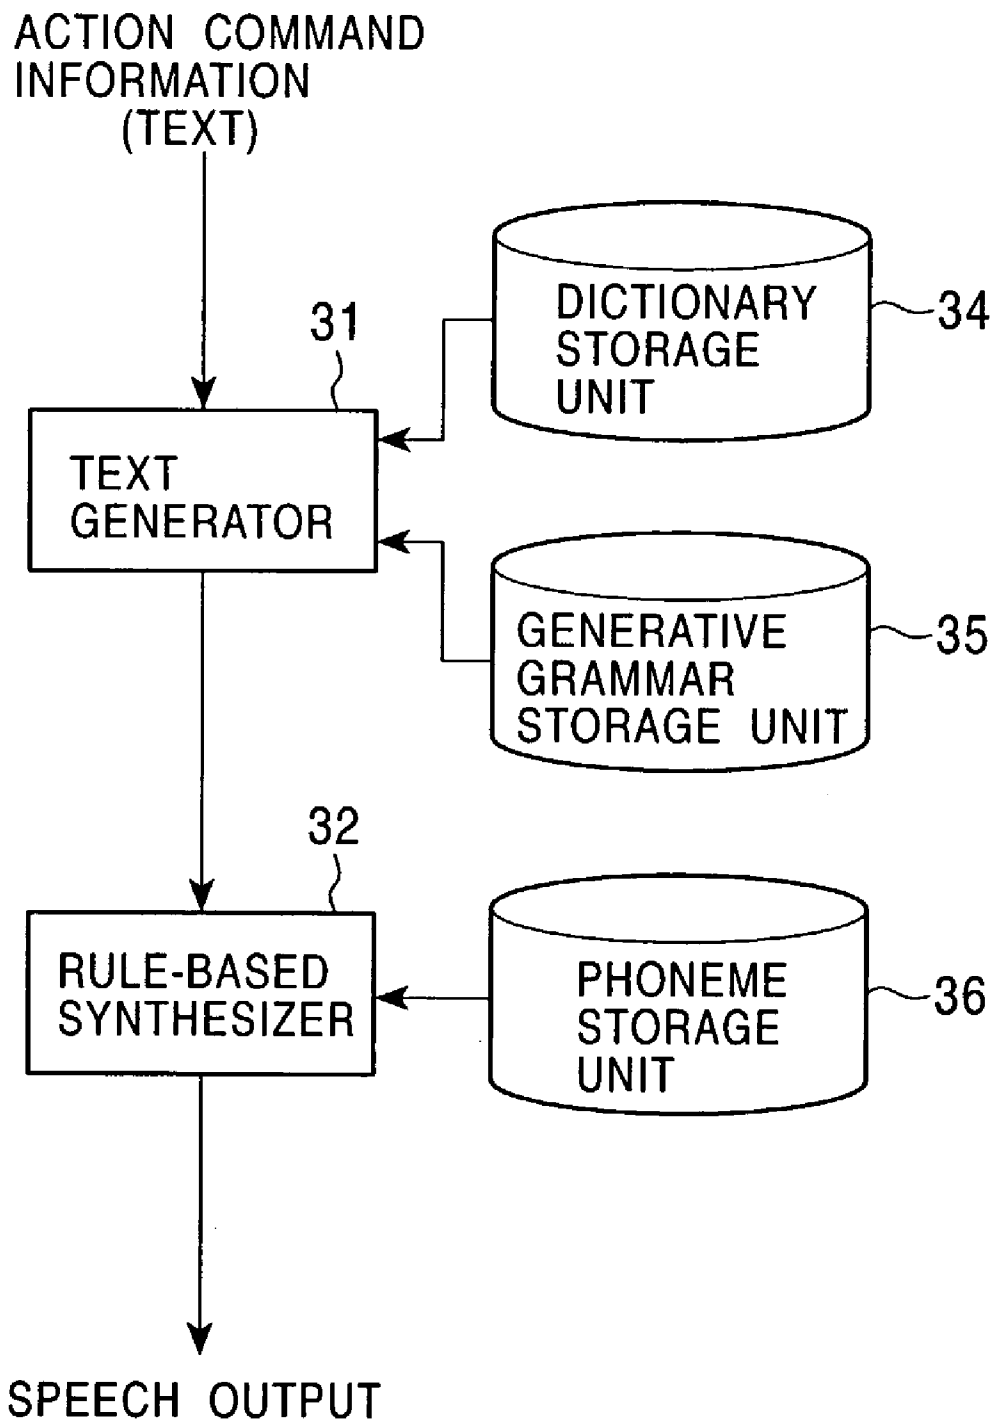 ACTION COMMAND
INFORMATION
(TEXT)
31
TEXT
GENERATOR
DICTIONARY
STORAGE
UNIT
34
GENERATIVE
GRAMMAR
STORAGE UNIT
35
32
RULE-BASED
SYNTHESIZER
PHONEME
STORAGE
UNIT
36
SPEECH OUTPUT